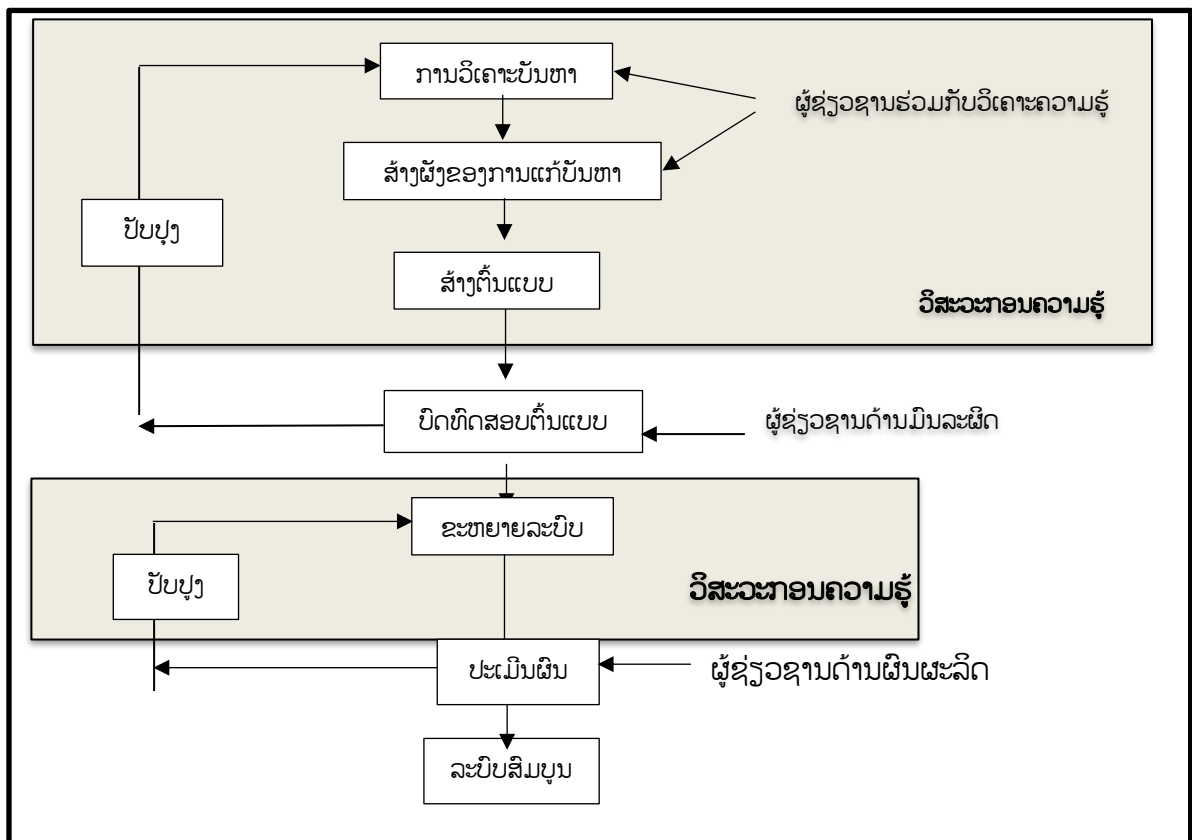 ການວິເຄາະບັນຫາ
ຜູ້ຊ່ຽວຊານຮ່ວມກັບວິເຄາະຄວາມຮູ້
ສ້າງຜັງຂອງການແກ້ບັນຫາ
ປັບປຸງ
ສ້າງຕົ້ນແບບ
ວິສະວະກອນຄວາມຮູ້
ບົດທົດສອບຕົ້ນແບບ
ຜູ້ຊ່ຽວຊານດ້ານມົນລະຜິດ
ຂະຫຍາຍລະບົບ
ປັບປູງ
ວິສະວະກອນຄວາມຮູ້
ປະເມີນຜົນ
ຜູ້ຊ່ຽວຊານດ້ານຜົນຜະລິດ
ລະບົບສົມບູນ